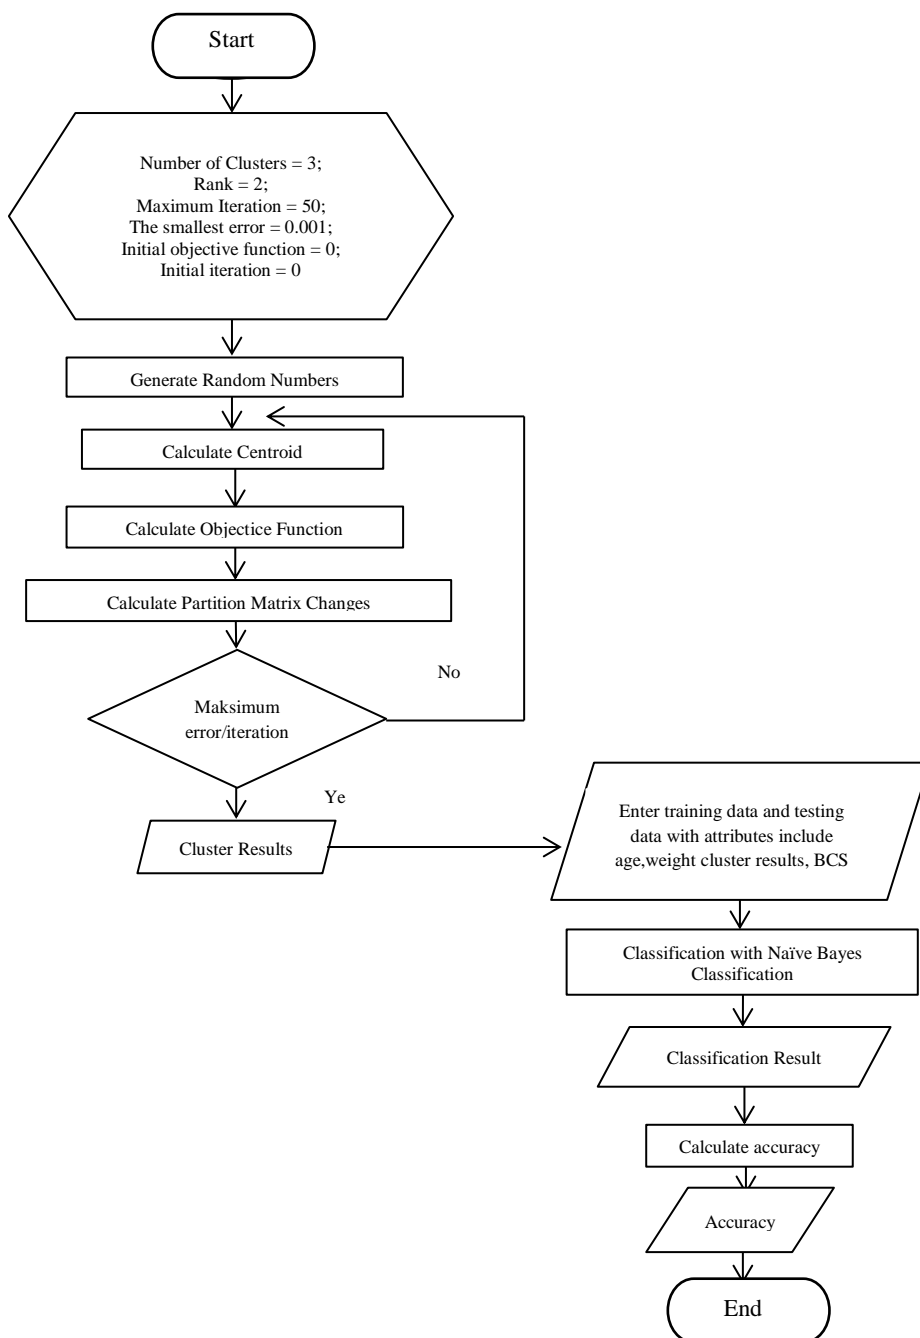 Start
Number of Clusters = 3;
Rank = 2;
Maximum Iteration = 50;
The smallest error = 0.001;
Initial objective function = 0;
Initial iteration = 0
Generate Random Numbers
Calculate Centroid
Calculate Objectice Function
Calculate Partition Matrix Changes
No
Maksimum
error/iteration
Ye
Cluster Results
Enter training data and testing
data with attributes include
age,weight cluster results, BCS
Classification with Naïve Bayes
Classification
Classification Result
Calculate accuracy
Accuracy
End